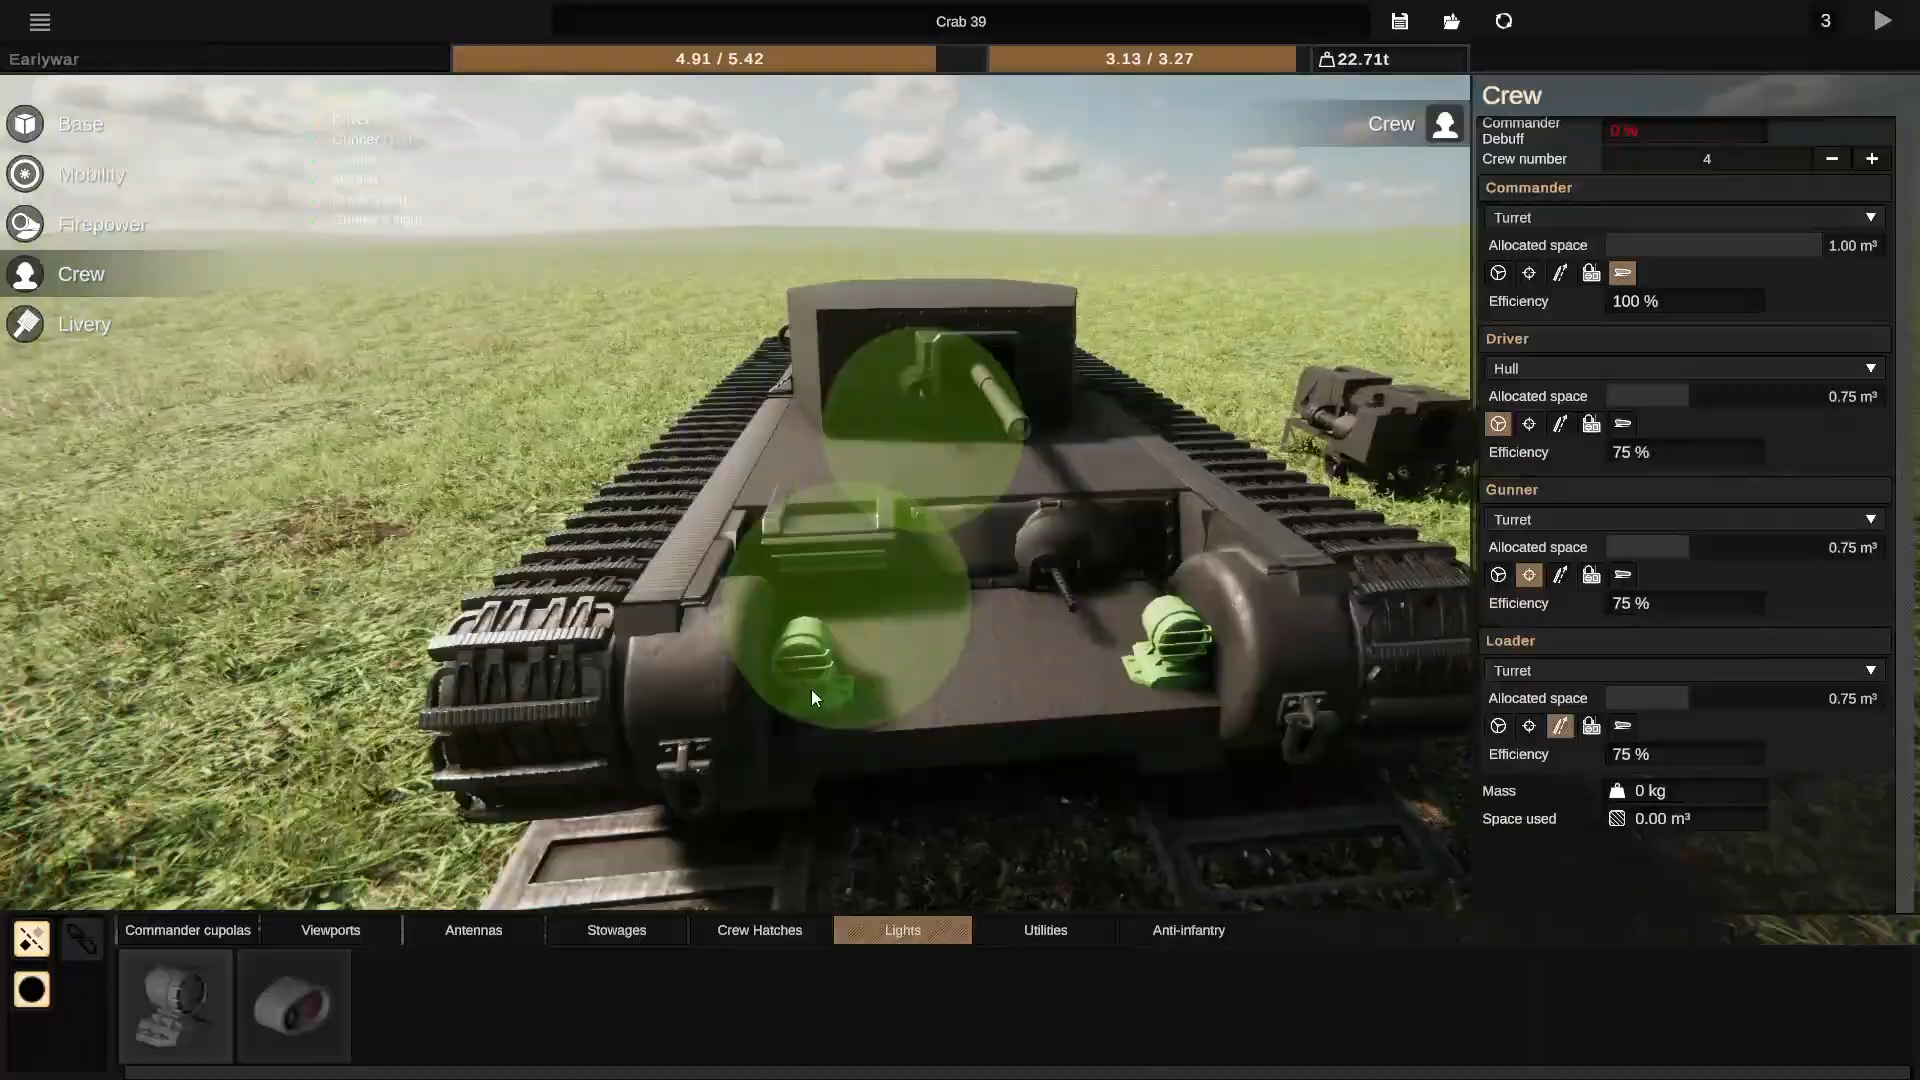 Crab 39
3
Earlywar
4.91 / 5.42
3.13 / 3.27
22.71t
Base
Mobility
Firepower
Crew
Livery
Driver
Gunner
Crew
Crew
Commander Debuff
0 %
Crew number
4
Commander
Turret
Allocated space
1.00 m³
Efficiency
100 %
Driver
Hull
Allocated space
0.75 m³
Efficiency
75 %
Gunner
Turret
Allocated space
0.75 m³
Efficiency
75 %
Loader
Turret
Allocated space
0.75 m³
Efficiency
75 %
Mass
0 kg
Space used
0.00 m³
Commander cupolas
Viewports
Antennas
Stowages
Crew Hatches
Lights
Utilities
Anti-infantry